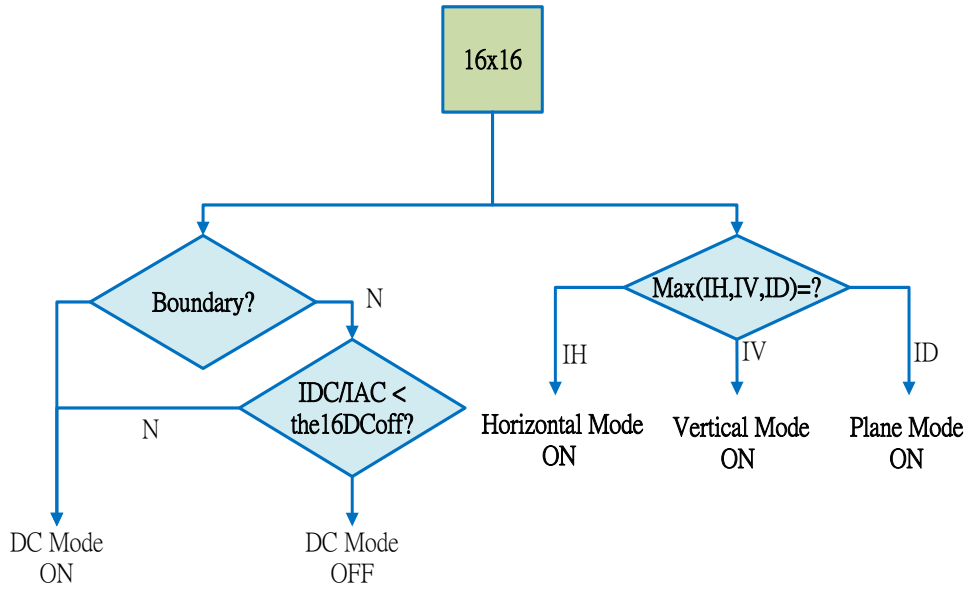 16x16
Boundary?
N
Max(IH,IV,ID)=?
IH
IV
ID
IDC/IAC <
the16DCoff?
N
Horizontal Mode
ON
Vertical Mode
ON
Plane Mode
ON
DC Mode
ON
DC Mode
OFF